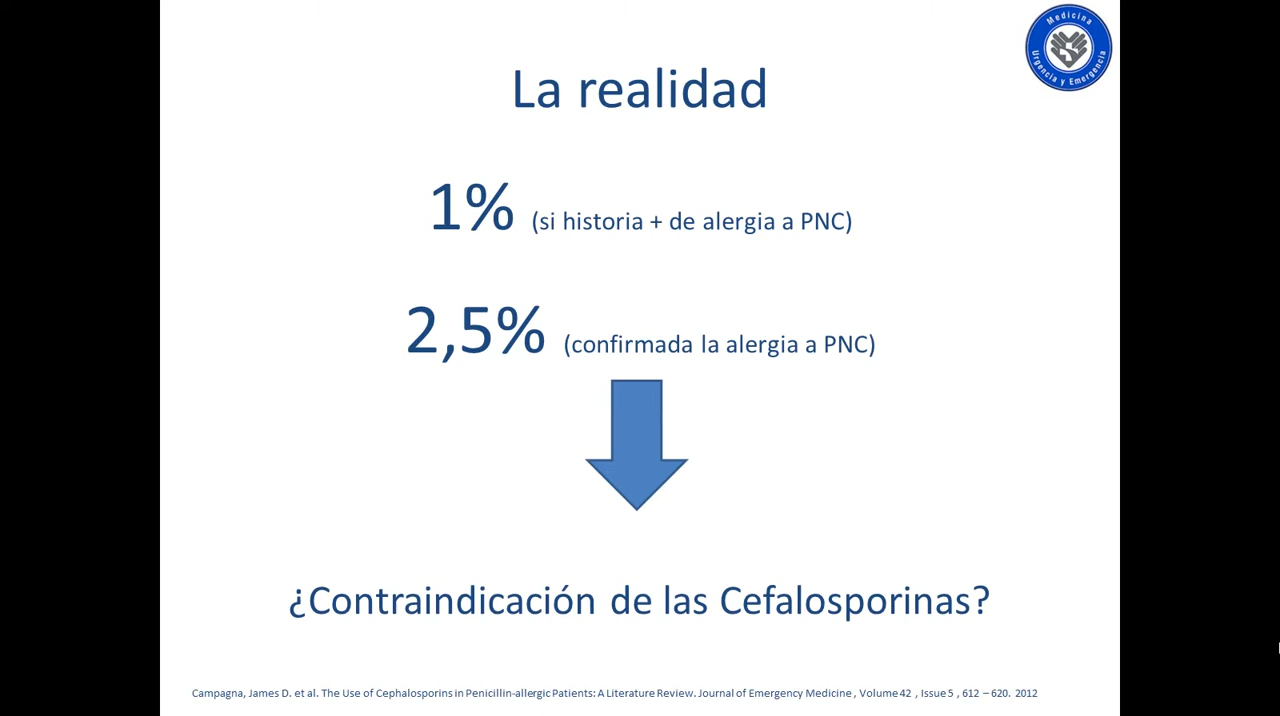 Medicina
Urgencia y Emergencia
La realidad
1% (si historia + de alergia a PNC)
2,5% (confirmada la alergia a PNC)
¿Contraindicación de las Cefalosporinas?
Campagna, James D. et al. The Use of Cephalosporins in Penicillin-allergic Patients: A Literature Review. Journal of Emergency Medicine , Volume 42 , Issue 5 , 612 – 620. 2012